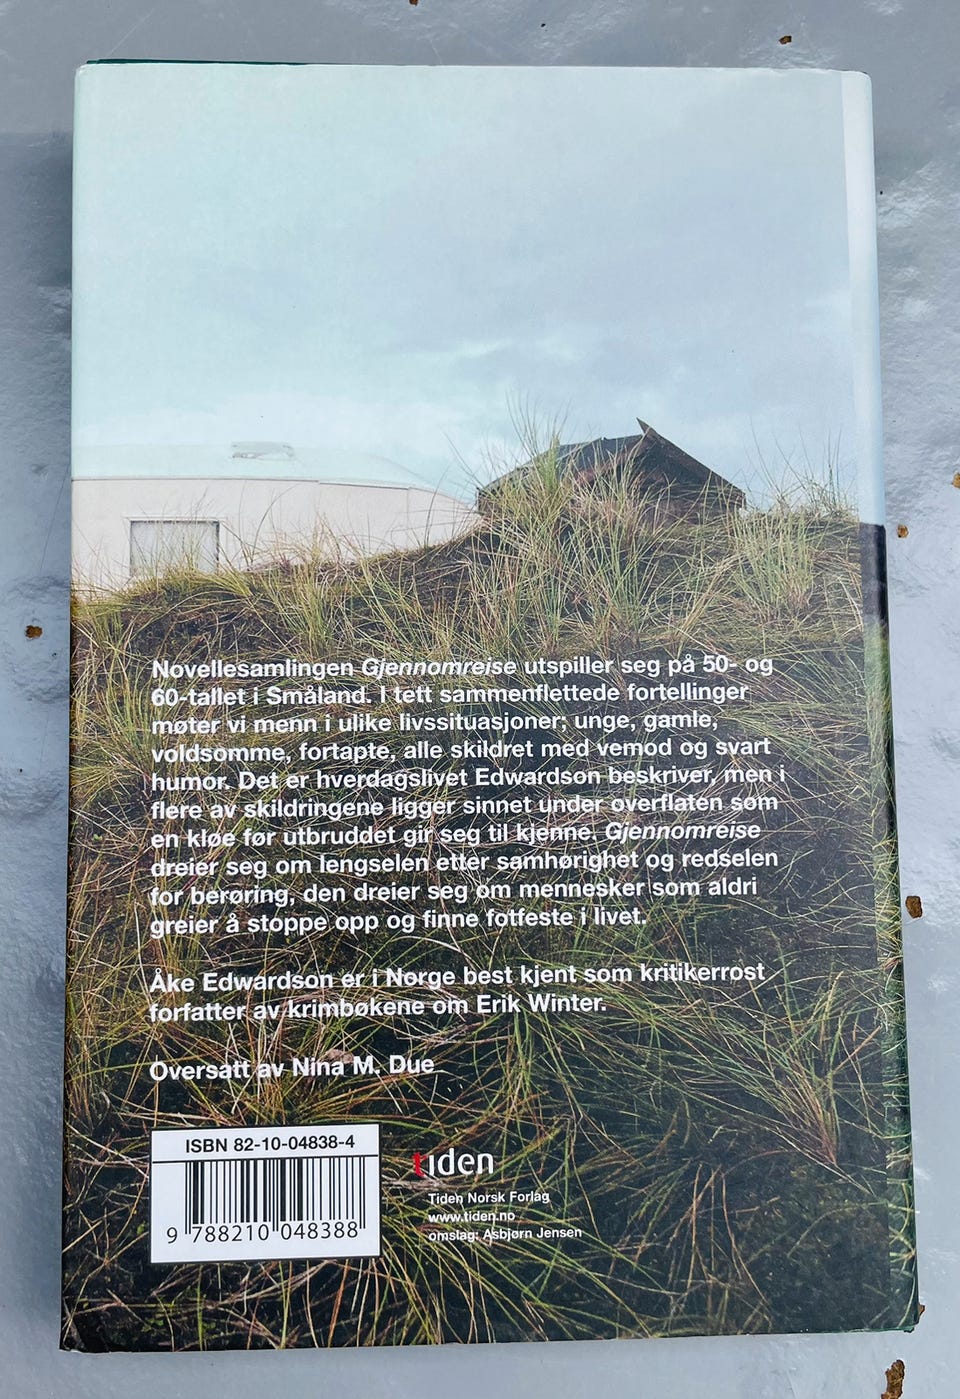 Novellesamlingen Gjennomreise utspiller seg på 50- og
60-tallet i Småland. I tett sammenflettede fortellinger
møter vi menn i ulike livssituasjoner; unge, gamle,
voldsomme, fortapte, alle skildret med vemod og svart
humor. Det er hverdagslivet Edwardson beskriver, men i
flere av skildringene ligger sinnet under overflaten som
en kløe før utbruddet gir seg til kjenne. Gjennomreise
dreier seg om lengselen etter samhørighet og redselen
for berøring, den dreier seg om mennesker som aldri
greier å stoppe opp og finne fotfeste i livet.
Åke Edwardson er i Norge best kjent som kritikerrost
forfatter av krimbøkene om Erik Winter.
Oversatt av Nina M. Due
ISBN 82-10-04838-4
9 788210 048388
tiden
Tiden Norsk Forlag
www.tiden.no
omslag: Asbjørn Jensen